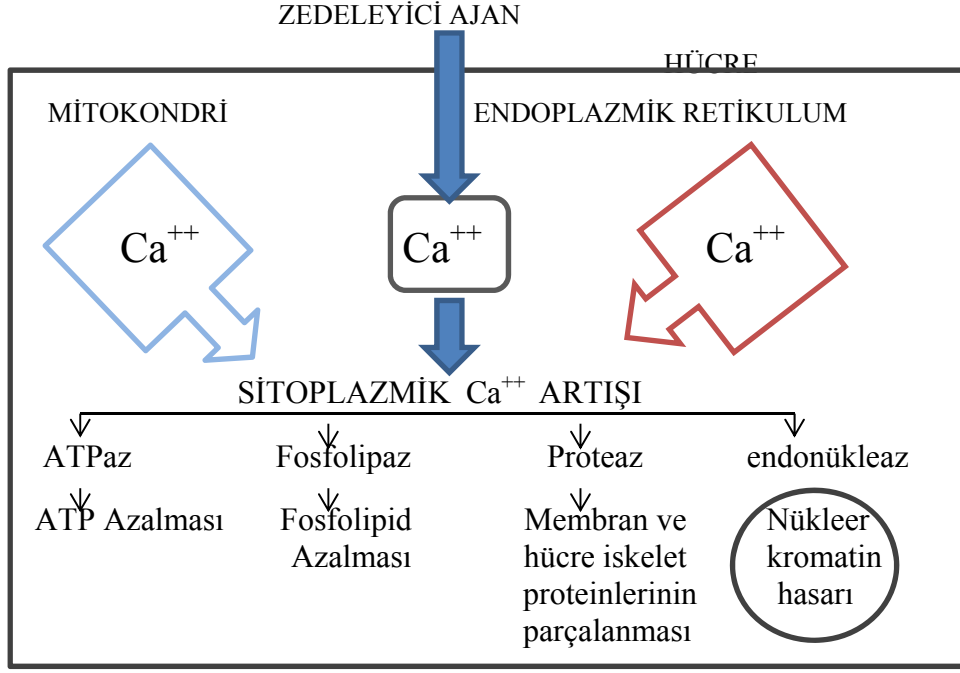 ZEDELEYİCİ AJAN
HÜCRE
MİTOKONDRİ
ENDOPLAZMİK RETİKULUM
Ca++
Ca++
Ca++
SİTOPLAZMİK Ca++ ARTIŞI
ATPaz
Fosfolipaz
Proteaz
endonükleaz
ATP Azalması
Fosfolipid
Azalması
Membran ve
hücre iskelet
proteinlerinin
parçalanması
Nükleer
kromatin
hasarı